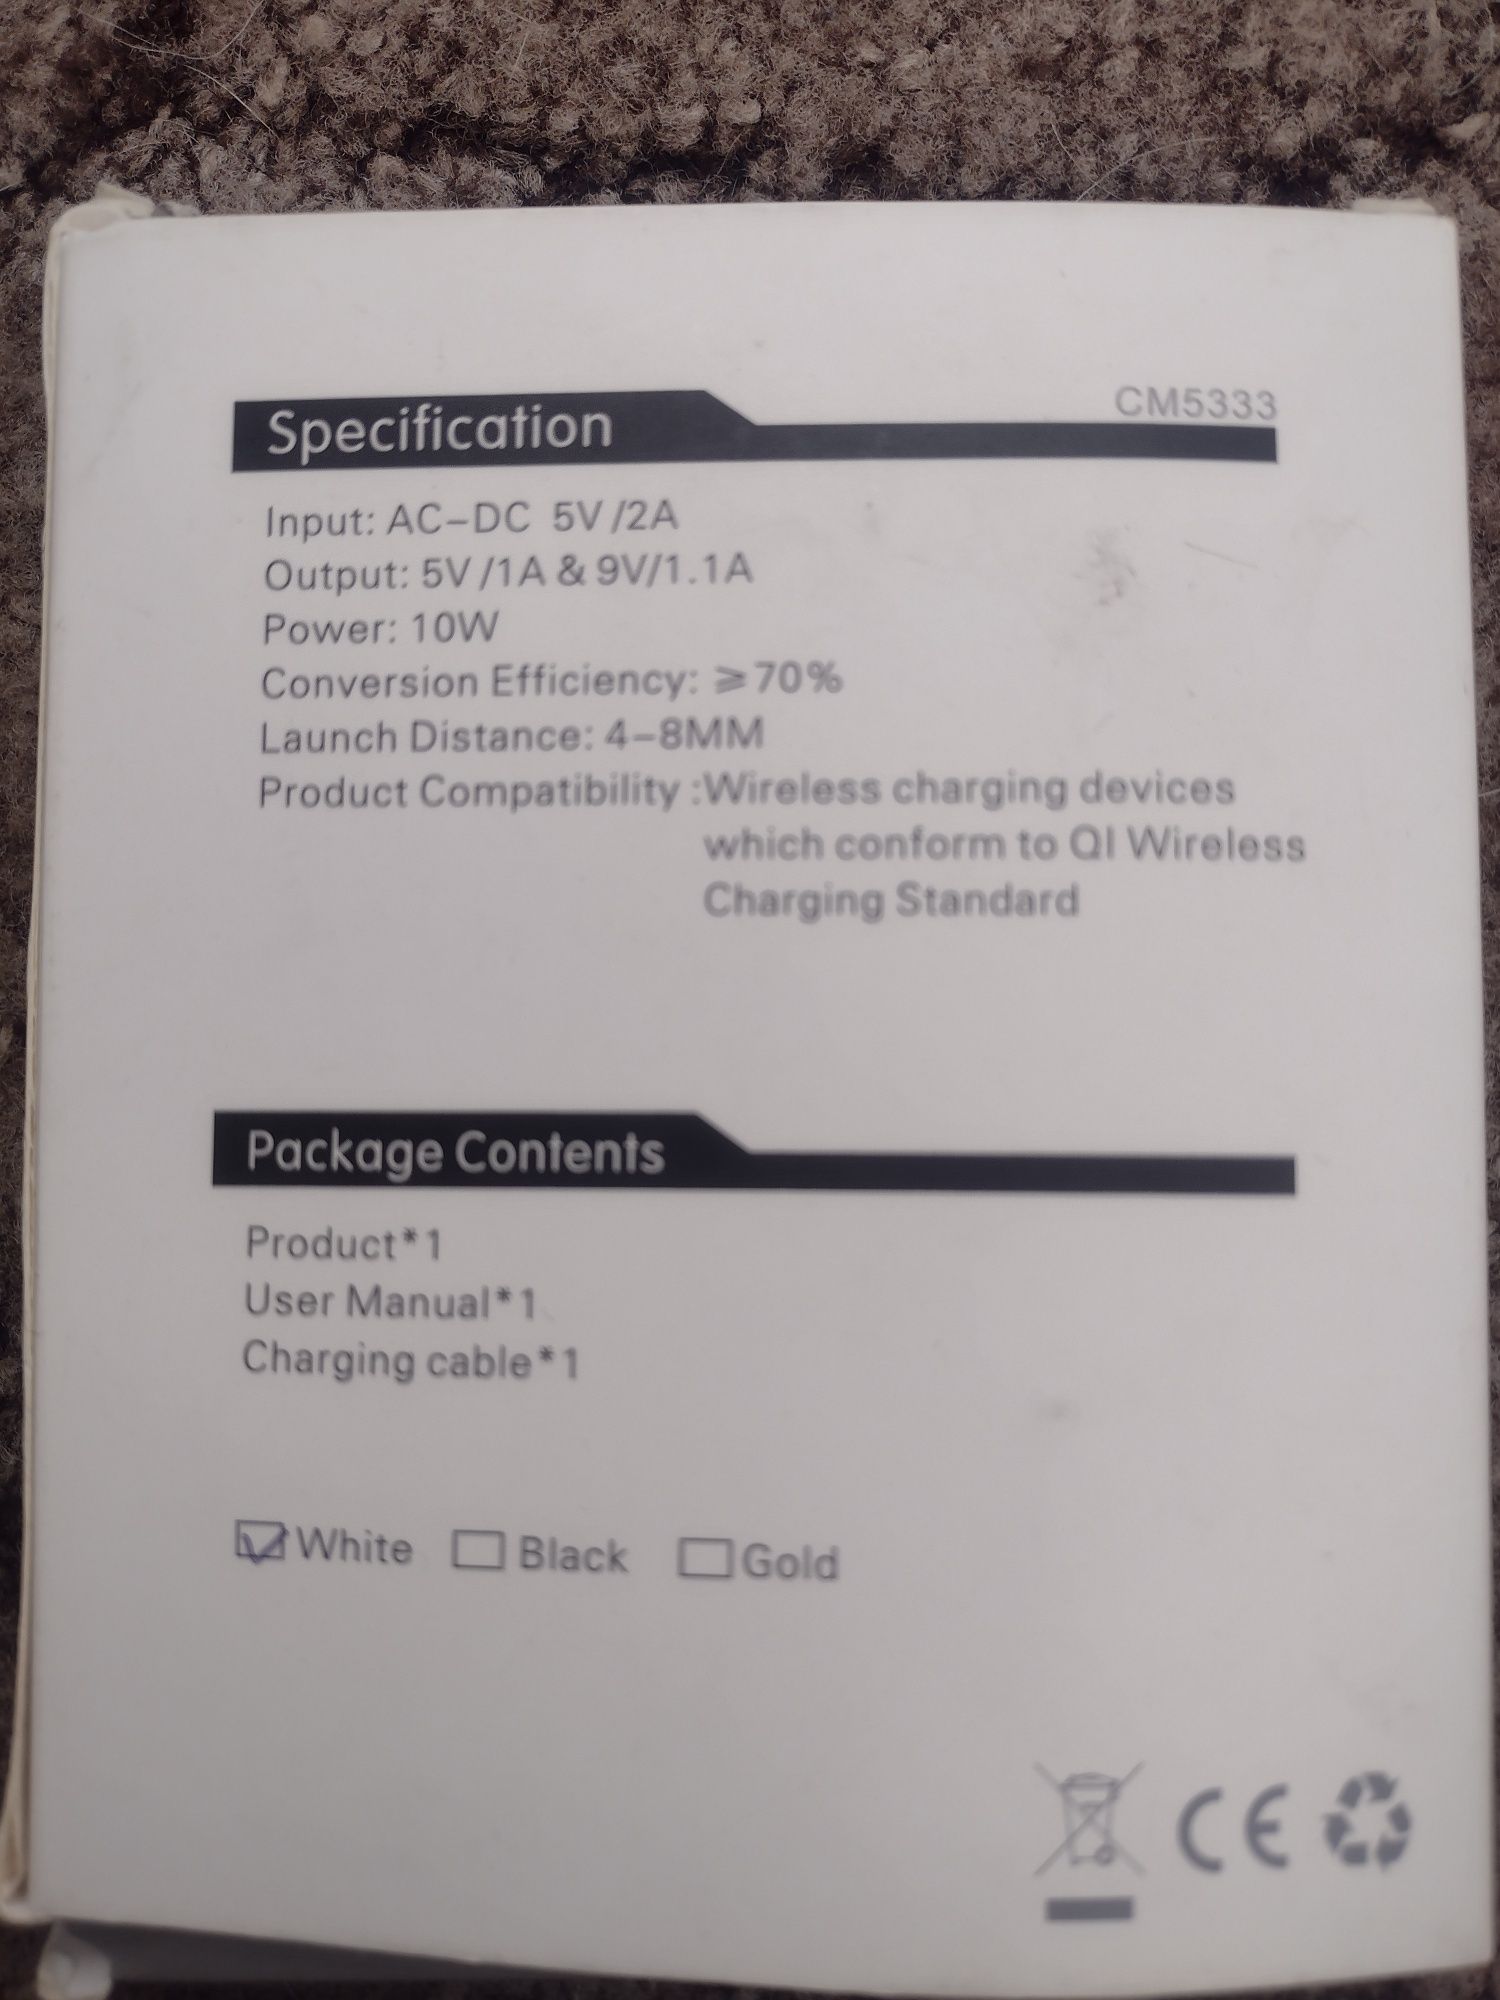 CM5333
Specification
Input: AC-DC 5V/2A
Output: 5V/1A & 9V/1.1A
Power: 10W
Conversion Efficiency: ⩾70%
Launch Distance: 4-8MM
Product Compatibility :Wireless charging devices
which conform to QI Wireless
Charging Standard
Package Contents
Product*1
User Manual*1
Charging cable*1
White Black Gold
CE